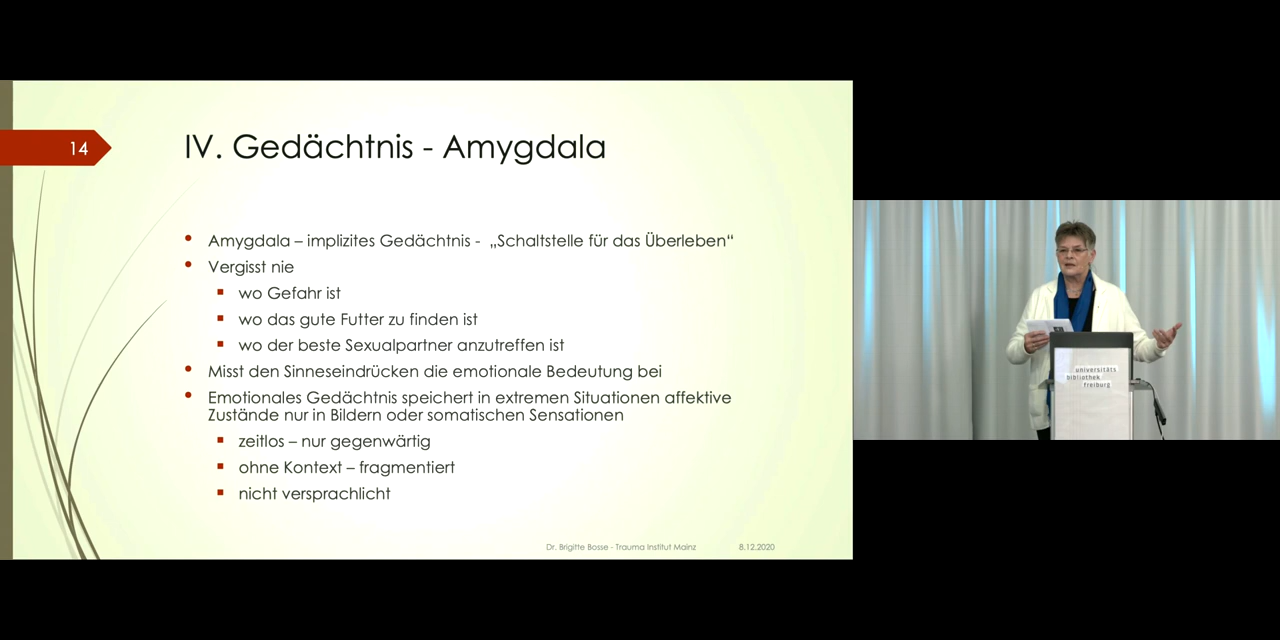 14
IV. Gedächtnis - Amygdala
• Amygdala – implizites Gedächtnis - „Schaltstelle für das Überleben“
• Vergisst nie
▪ wo Gefahr ist
▪ wo das gute Futter zu finden ist
▪ wo der beste Sexualpartner anzutreffen ist
• Misst den Sinneseindrücken die emotionale Bedeutung bei
• Emotionales Gedächtnis speichert in extremen Situationen affektive
Zustände nur in Bildern oder somatischen Sensationen
▪ zeitlos – nur gegenwärtig
▪ ohne Kontext – fragmentiert
▪ nicht versprachlicht
Dr. Brigitte Bosse - Trauma Institut Mainz 8.12.2020
universitäts
bibliothek
freiburg